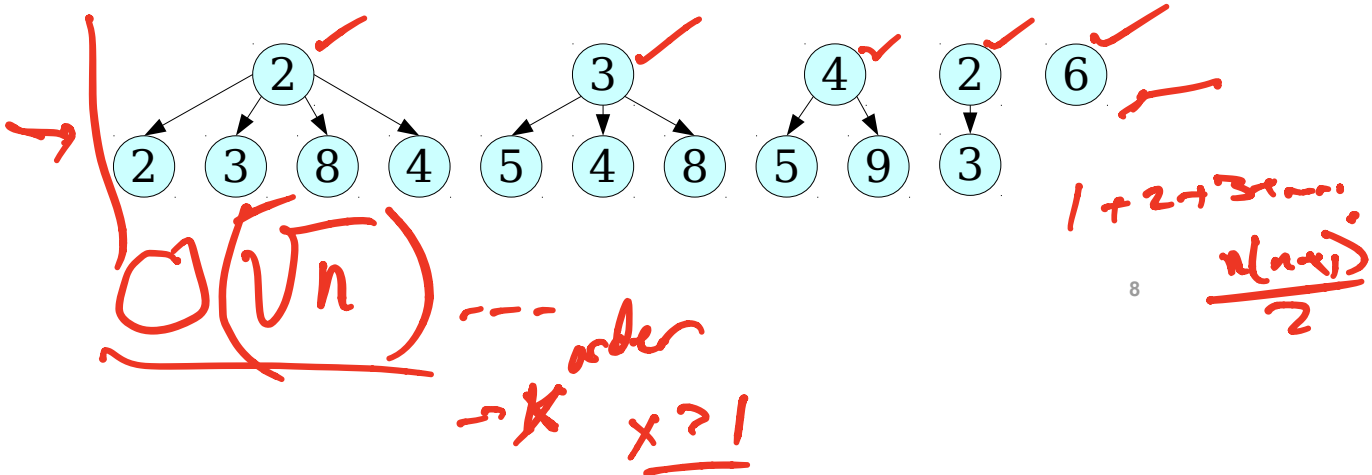 2 3 4 2 6
2 3 8 4 5 4 8 5 9 3
1 + 2 + 3 + ....
n(n+1)
2
8
O(√n)
--- order
x > 1